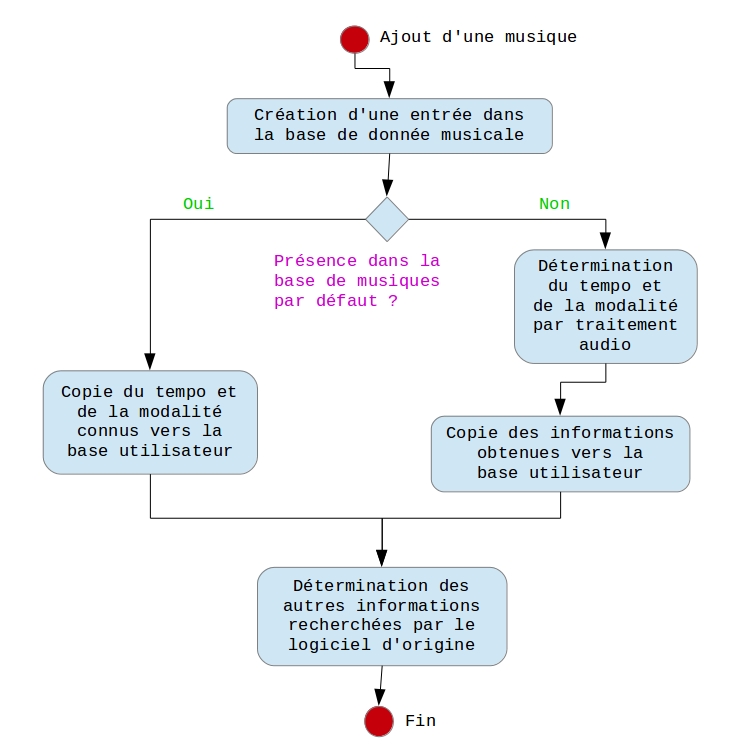 Ajout d'une musique
Création d'une entrée dans
la base de donnée musicale
Oui
Non
Présence dans la
base de musiques
par défaut ?
Détermination
du tempo et
de la modalité
par traitement
audio
Copie du tempo et
de la modalité
connus vers la
base utilisateur
Copie des informations
obtenues vers la
base utilisateur
Détermination des
autres informations
recherchées par le
logiciel d'origine
Fin